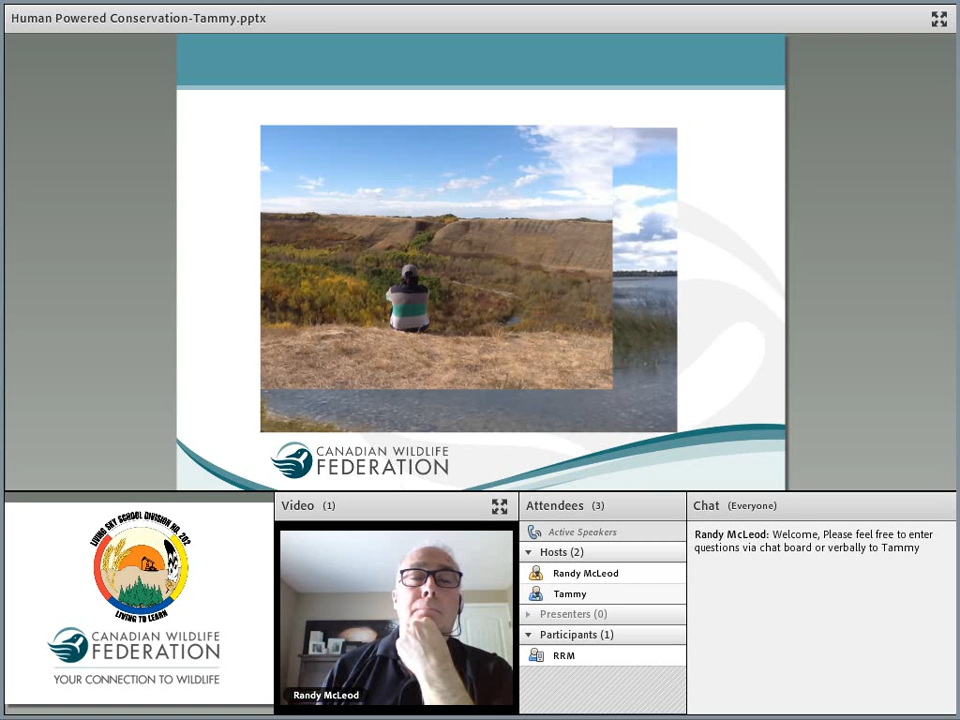 Human Powered Conservation-Tammy.pptx
CANADIAN WILDLIFE
FEDERATION
LIVING SKY SCHOOL DIVISION NO. 202
LIVING TO LEARN
CANADIAN WILDLIFE
FEDERATION
YOUR CONNECTION TO WILDLIFE
Video (1)
Randy McLeod
Attendees (3)
Active Speakers
Hosts (2)
Randy McLeod
Tammy
Presenters (0)
Participants (1)
RRM
Chat (Everyone)
Randy McLeod: Welcome, Please feel free to enter
questions via chat board or verbally to Tammy